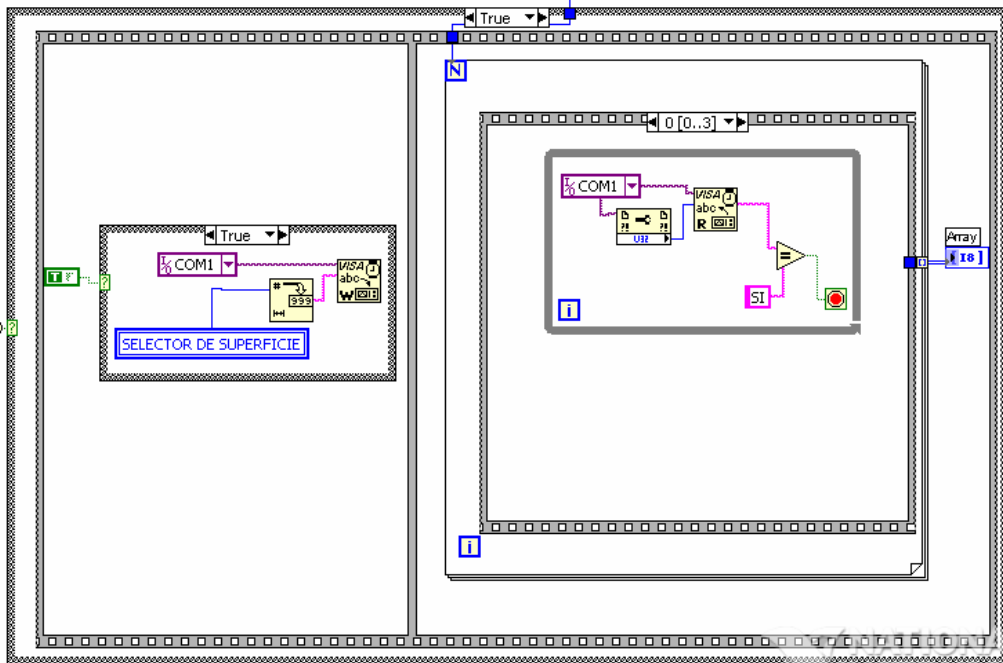 True
N
0 [0..3]
COM1
VISA
abc
R
U32
=
SI
i
True
COM1
VISA
abc
W
#
999
T
?
?
SELECTOR DE SUPERFICIE
Array
I8
i
NATION